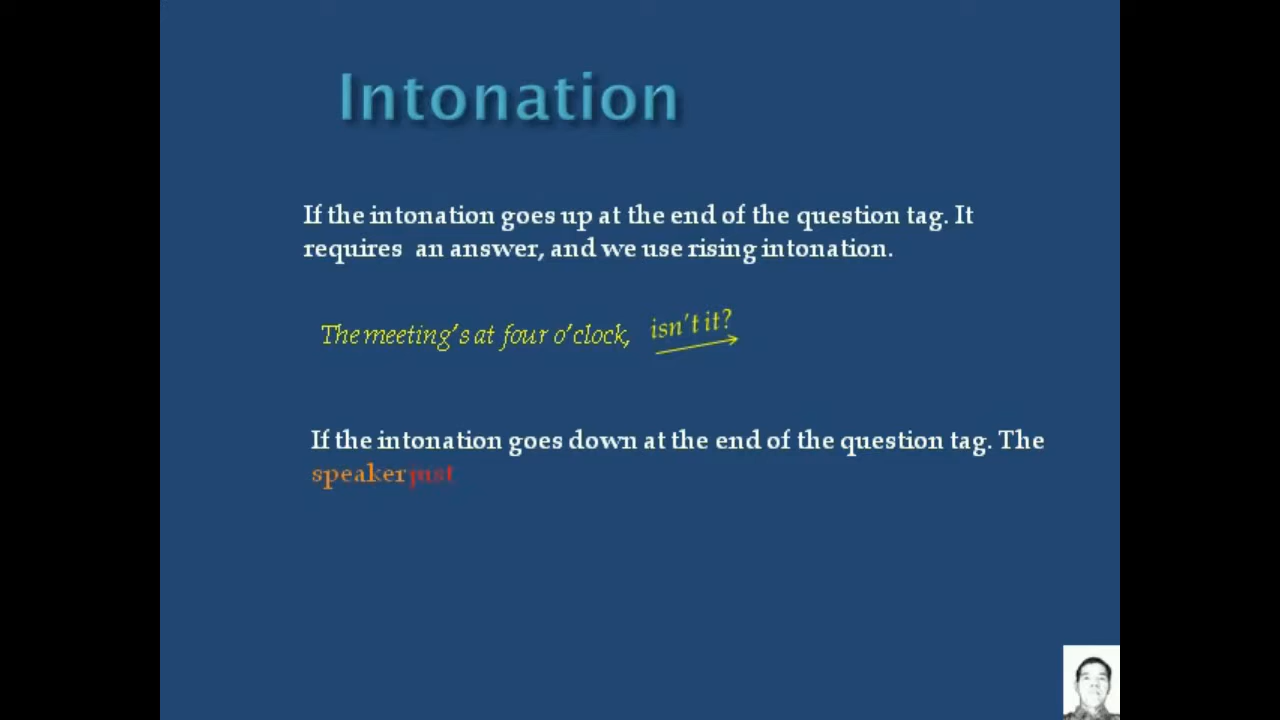 Intonation
If the intonation goes up at the end of the question tag. It
requires an answer, and we use rising intonation.
The meeting's at four o'clock, isn't it?
If the intonation goes down at the end of the question tag. The
speaker just